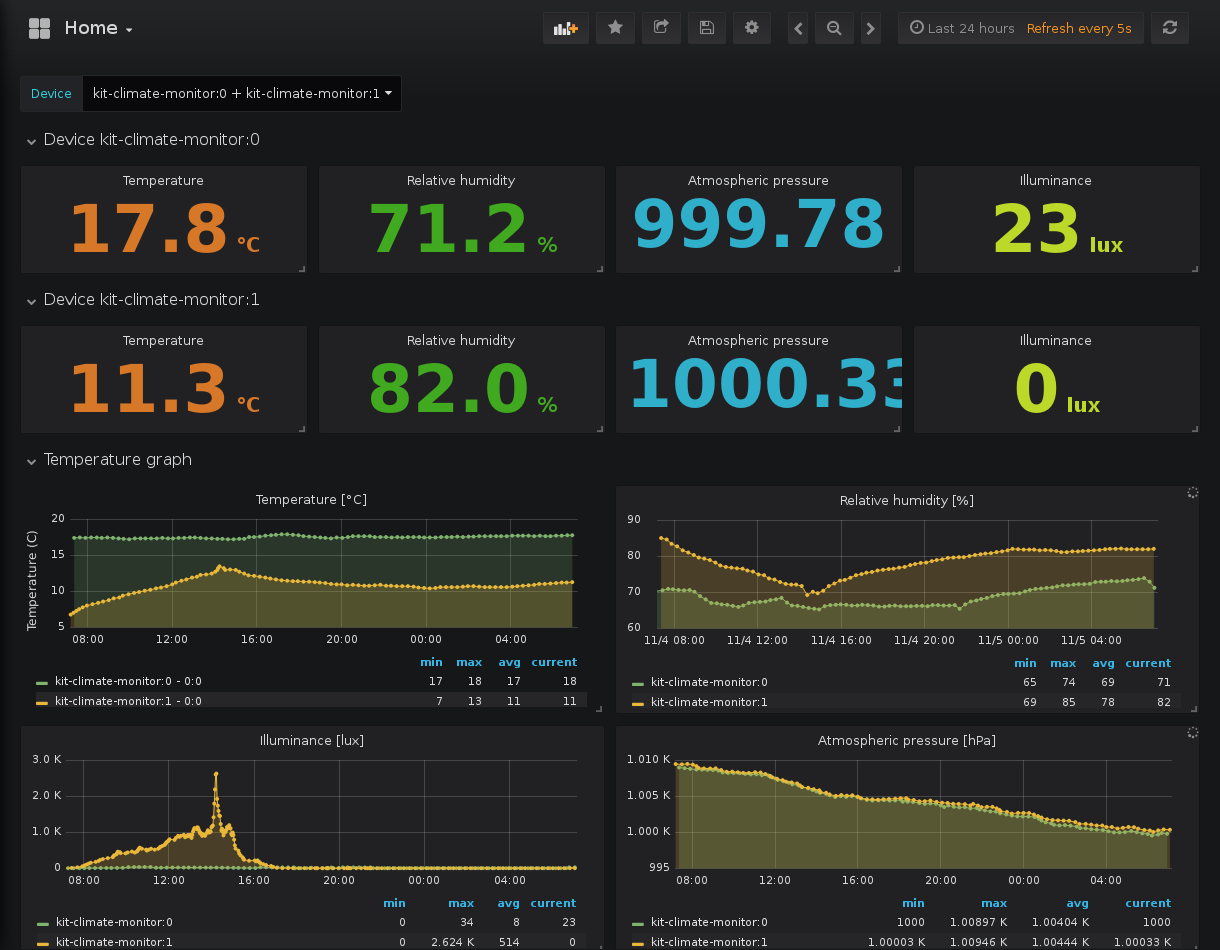 Home
Last 24 hours Refresh every 5s
Device kit-climate-monitor:0 + kit-climate-monitor:1
Device kit-climate-monitor:0
Temperature Relative humidity Atmospheric pressure Illuminance
17.8 °C 71.2 % 999.78 23 lux
Device kit-climate-monitor:1
Temperature Relative humidity Atmospheric pressure Illuminance
11.3 °C 82.0 % 1000.33 0 lux
Temperature graph
Temperature [°C]
Temperature (C)
20
15
10
5
08:00 12:00 16:00 20:00 00:00 04:00
min max avg current
kit-climate-monitor:0 - 0:0 17 18 17 18
kit-climate-monitor:1 - 0:0 7 13 11 11
Relative humidity [%]
90
80
70
60
11/4 08:00 11/4 12:00 11/4 16:00 11/4 20:00 11/5 00:00 11/5 04:00
min max avg current
kit-climate-monitor:0 65 74 69 71
kit-climate-monitor:1 69 85 78 82
Illuminance [lux]
3.0 K
2.0 K
1.0 K
0
08:00 12:00 16:00 20:00 00:00 04:00
min max avg current
kit-climate-monitor:0 0 34 8 23
kit-climate-monitor:1 0 2.624 K 514 0
Atmospheric pressure [hPa]
1.010 K
1.005 K
1.000 K
995
08:00 12:00 16:00 20:00 00:00 04:00
min max avg current
kit-climate-monitor:0 1000 1.00897 K 1.00404 K 1000
kit-climate-monitor:1 1.00003 K 1.00946 K 1.00444 K 1.00033 K